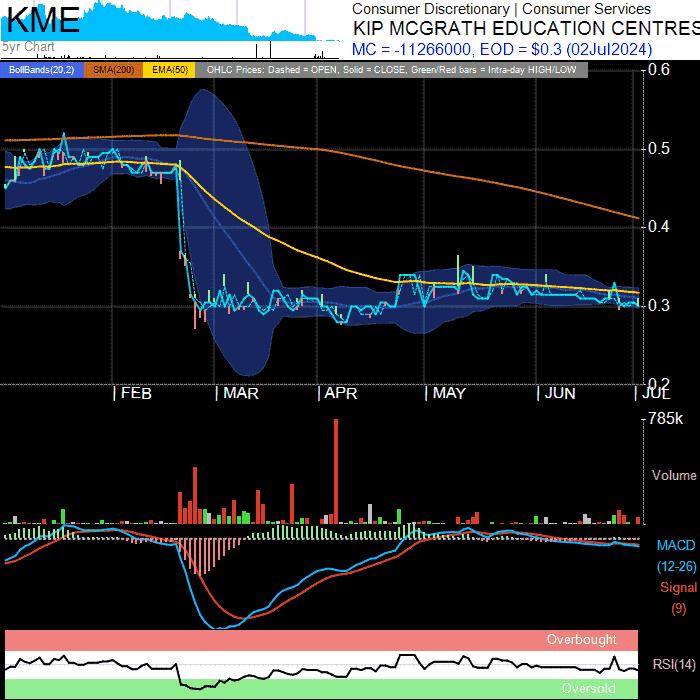 KME
Consumer Discretionary | Consumer Services
KIP MCGRATH EDUCATION CENTRES
5yr Chart
MC = -11266000, EOD = $0.3 (02Jul2024)
BollBands(20,2) SMA(200) EMA(50) OHLC Prices: Dashed = OPEN, Solid = CLOSE, Green/Red bars = Intra-day HIGH/LOW
0.6
0.5
0.4
0.3
0.2
FEB MAR APR MAY JUN JUL
785k
Volume
MACD
(12-26)
Signal
(9)
Overbought
RSI(14)
Oversold